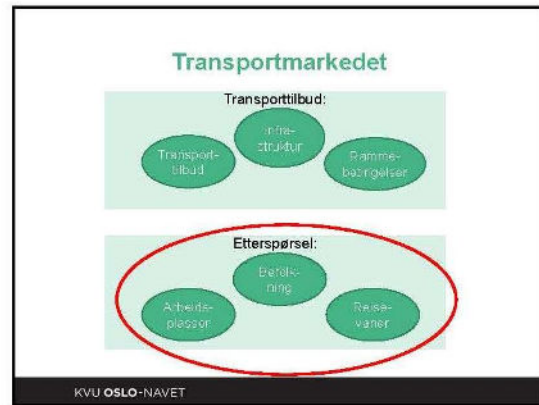 Transportmarkedet
Transporttilbud:
Infra-
struktur
Transport-
tilbud
Ramme-
betingelser
Etterspørsel:
Befolk-
ning
Arbeids-
plasser
Reise-
vaner
KVU OSLO-NAVET